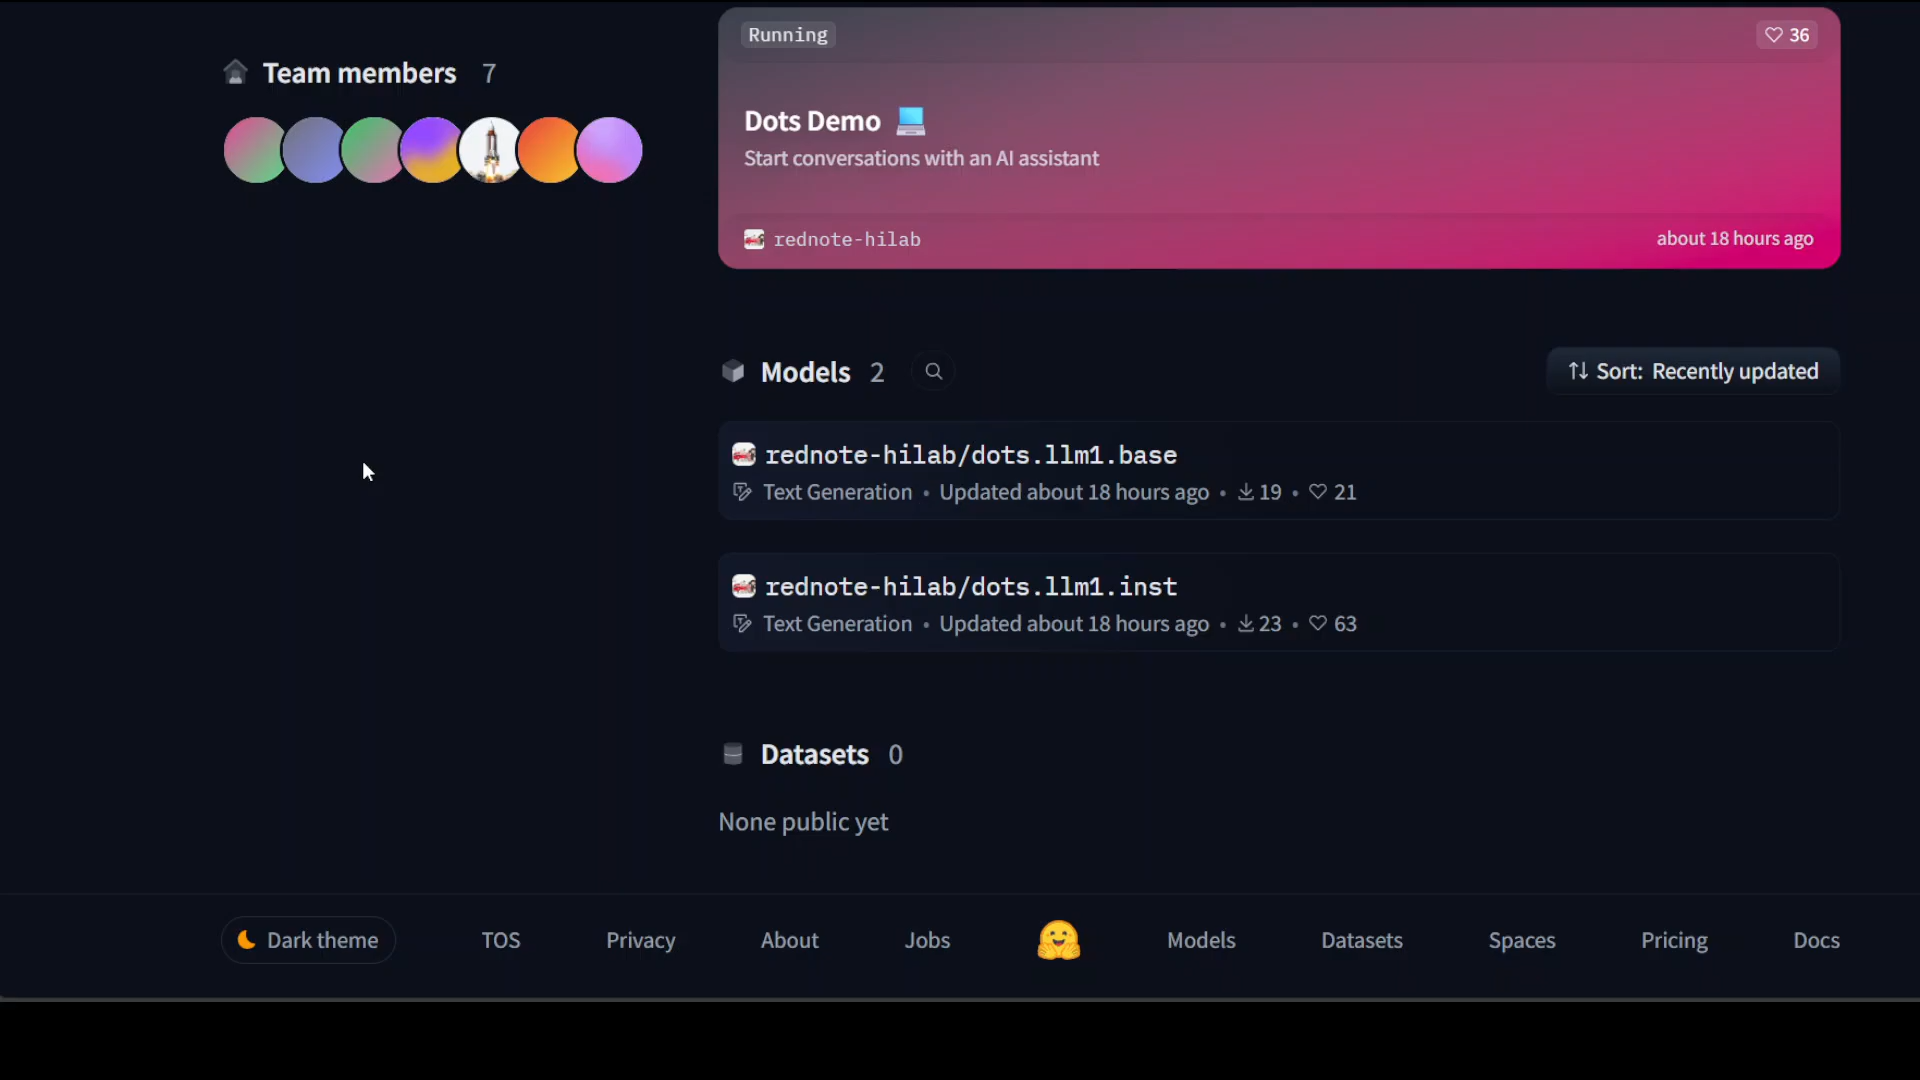 Team members 7
Running
36
Dots Demo
Start conversations with an AI assistant
rednote-hilab
about 18 hours ago
Models 2
Sort: Recently updated
rednote-hilab/dots.llm1.base
Text Generation • Updated about 18 hours ago • 19 • 21
rednote-hilab/dots.llm1.inst
Text Generation • Updated about 18 hours ago • 23 • 63
Datasets 0
None public yet
Dark theme
TOS
Privacy
About
Jobs
Models
Datasets
Spaces
Pricing
Docs